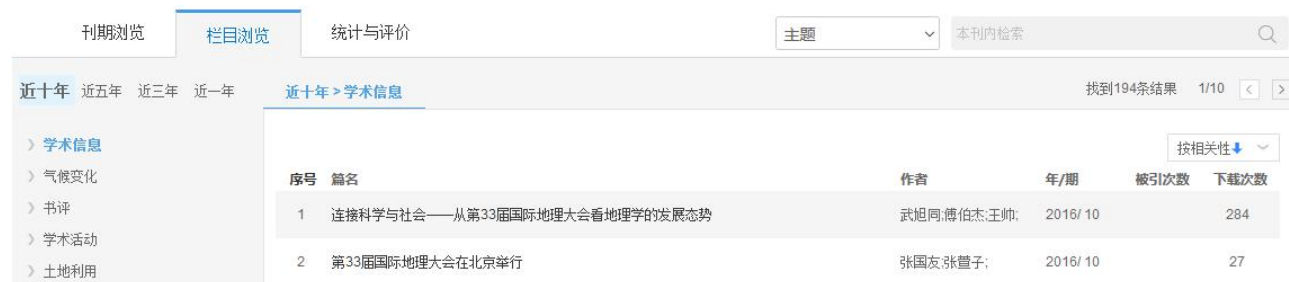 刊期浏览 栏目浏览 统计与评价 主题 本刊内检索
近十年 近五年 近三年 近一年 近十年 > 学术信息 找到194条结果 1/10 < >
》 学术信息
按相关性
》 气候变化
序号 篇名 作者 年/期 被引次数 下载次数
》 书评
1 连接科学与社会——从第33届国际地理大会看地理学的发展态势 武旭同;傅伯杰;王帅; 2016/10 284
》 学术活动
2 第33届国际地理大会在北京举行 张国友;张萱子; 2016/10 27
》 土地利用